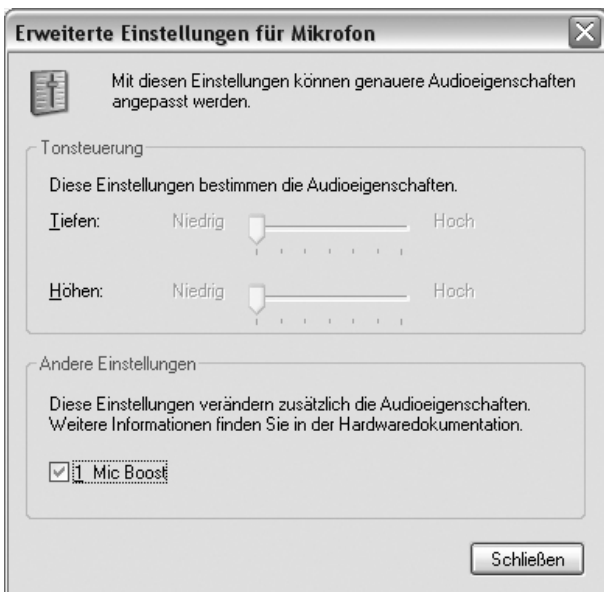 Erweiterte Einstellungen für Mikrofon
Mit diesen Einstellungen können genauere Audioeigenschaften
angepasst werden.
Tonsteuerung
Diese Einstellungen bestimmen die Audioeigenschaften.
Tiefen: Niedrig Hoch
Höhen: Niedrig Hoch
Andere Einstellungen
Diese Einstellungen verändern zusätzlich die Audioeigenschaften.
Weitere Informationen finden Sie in der Hardwaredokumentation.
1 Mic Boost
Schließen